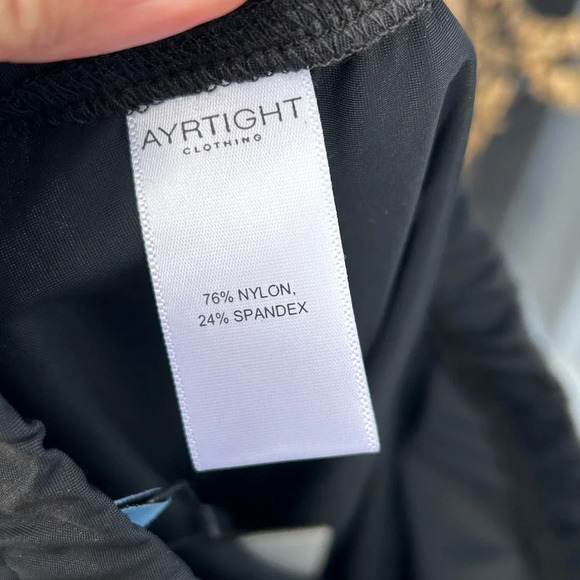 AYRTIGHT
CLOTHING
76% NYLON,
24% SPANDEX